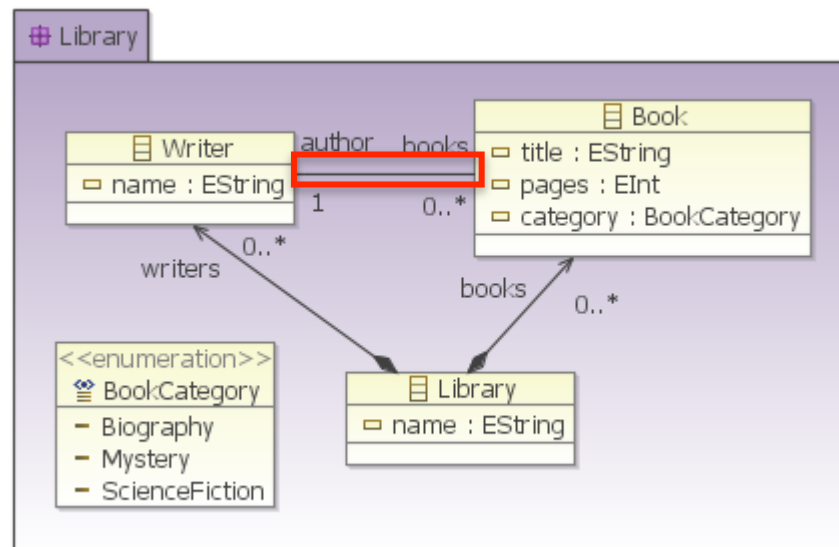 Library
Writer
name : EString
author
books
1
0..*
Book
title : EString
pages : EInt
category : BookCategory
writers
0..*
books
0..*
<<enumeration>>
BookCategory
Biography
Mystery
ScienceFiction
Library
name : EString